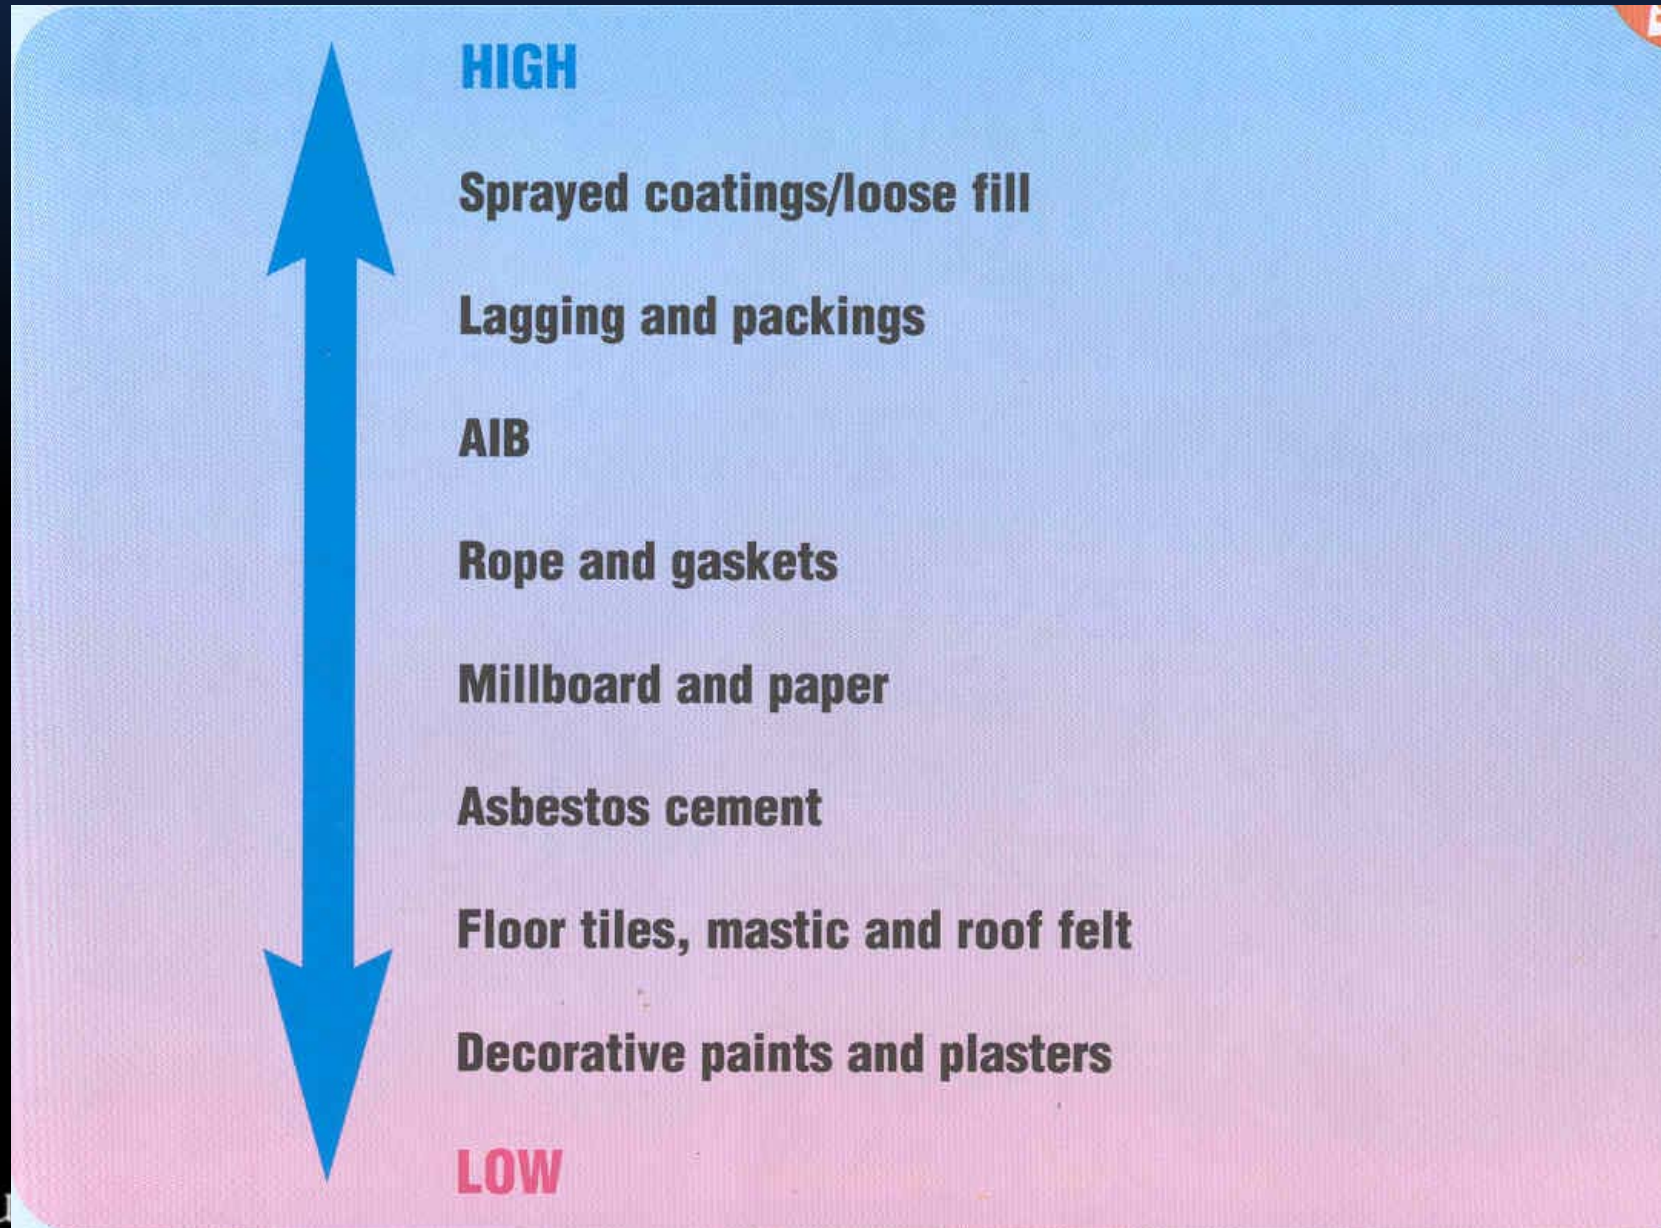 HIGH
Sprayed coatings/loose fill
Lagging and packings
AIB
Rope and gaskets
Millboard and paper
Asbestos cement
Floor tiles, mastic and roof felt
Decorative paints and plasters
LOW